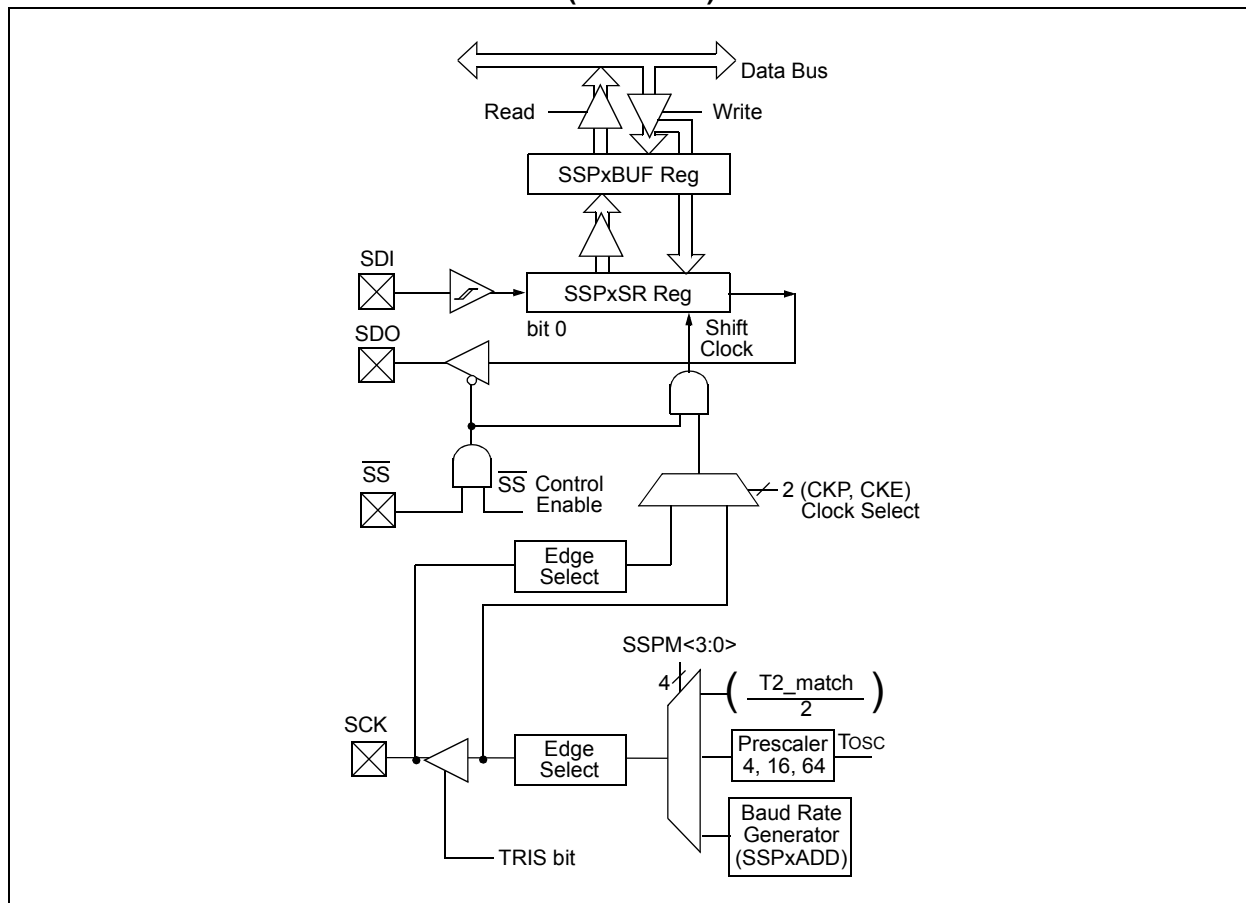 Data Bus
Read
Write
SSPxBUF Reg
SDI
SSPxSR Reg
bit 0
Shift
Clock
SDO
S̅S̅
S̅S̅ Control
Enable
2 (CKP, CKE)
Clock Select
Edge
Select
SSPM<3:0>
4
( T2_match
2 )
SCK
Edge
Select
Prescaler
4, 16, 64
TOSC
Baud Rate
Generator
(SSPxADD)
TRIS bit